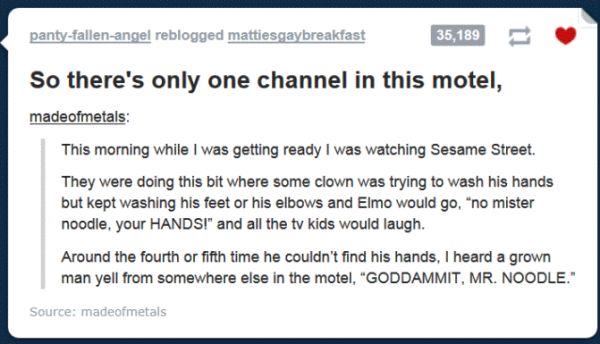 panty-fallen-angel reblogged mattiesgaybreakfast 35,189
So there's only one channel in this motel,
madeofmetals:
This morning while I was getting ready I was watching Sesame Street.
They were doing this bit where some clown was trying to wash his hands
but kept washing his feet or his elbows and Elmo would go, “no mister
noodle, your HANDS!” and all the tv kids would laugh.
Around the fourth or fifth time he couldn’t find his hands, I heard a grown
man yell from somewhere else in the motel, “GODDAMMIT, MR. NOODLE.”
Source: madeofmetals